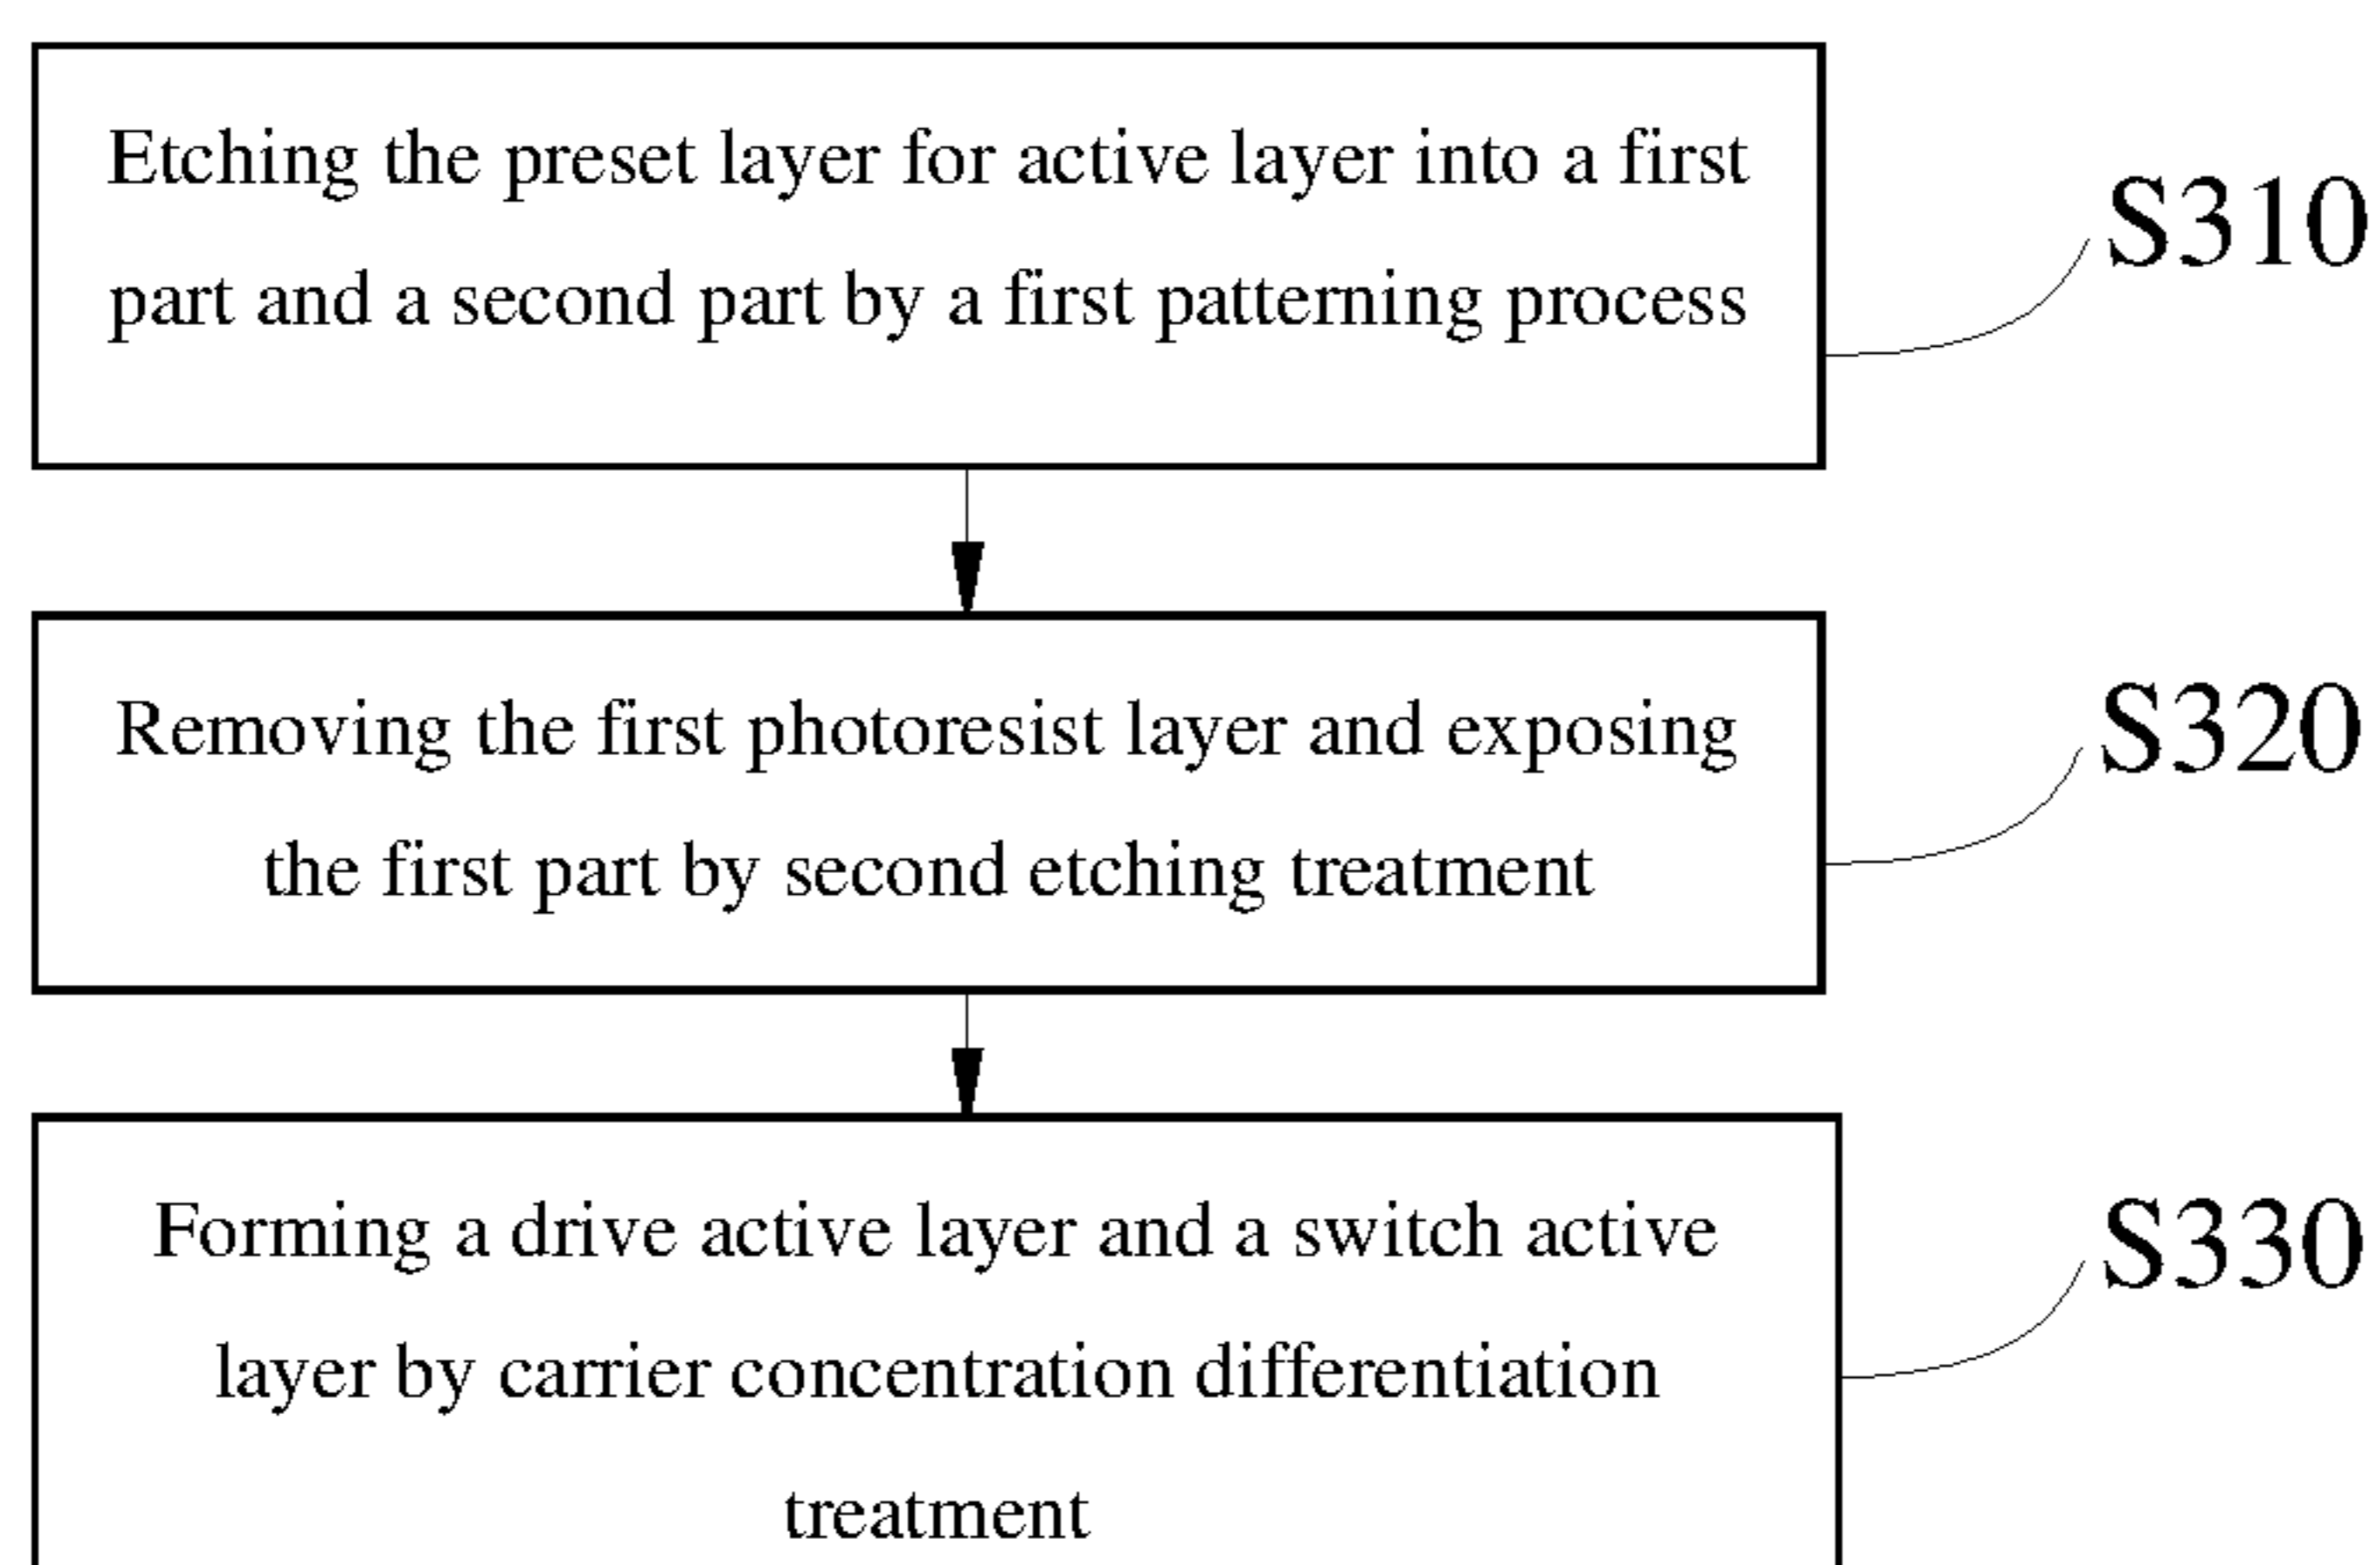 Etching the preset layer for active layer into a first
part and a second part by a first patterning process
S310
Removing the first photoresist layer and exposing
the first part by second etching treatment
S320
Forming a drive active layer and a switch active
layer by carrier concentration differentiation
treatment
S330